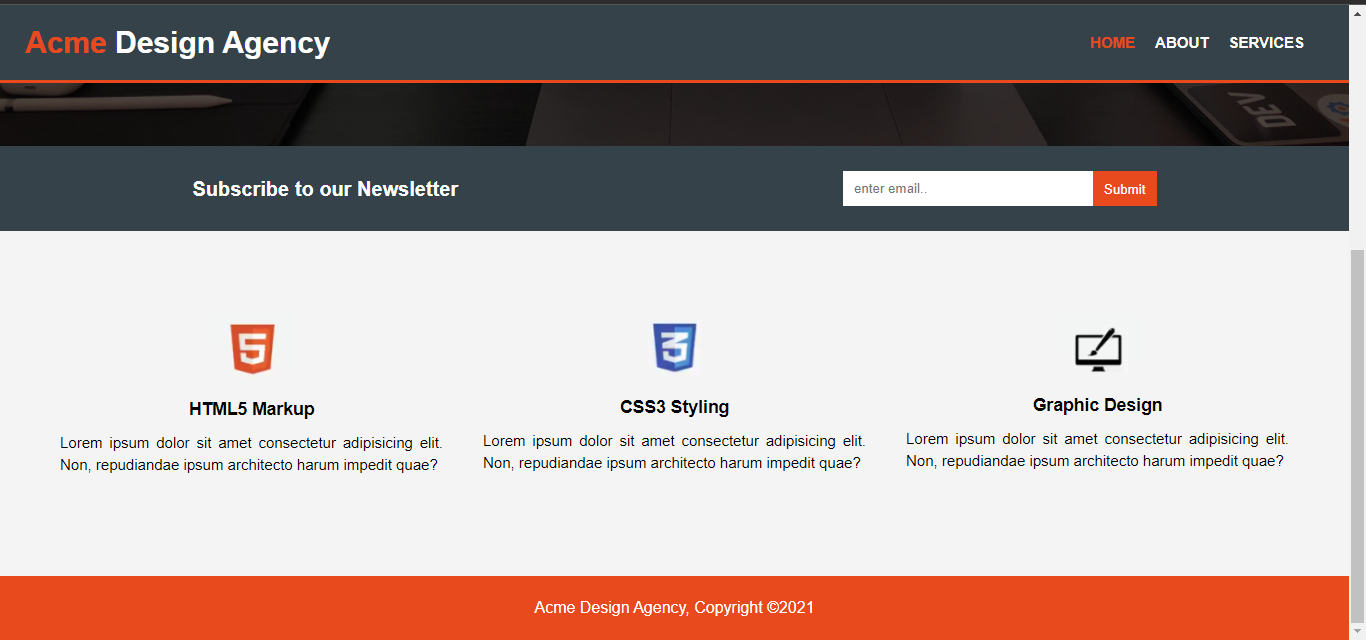 Acme Design Agency
HOME ABOUT SERVICES
DEV
Subscribe to our Newsletter
enter email.. Submit
HTML5 Markup
Lorem ipsum dolor sit amet consectetur adipisicing elit.
Non, repudiandae ipsum architecto harum impedit quae?
CSS3 Styling
Lorem ipsum dolor sit amet consectetur adipisicing elit.
Non, repudiandae ipsum architecto harum impedit quae?
Graphic Design
Lorem ipsum dolor sit amet consectetur adipisicing elit.
Non, repudiandae ipsum architecto harum impedit quae?
Acme Design Agency, Copyright ©2021